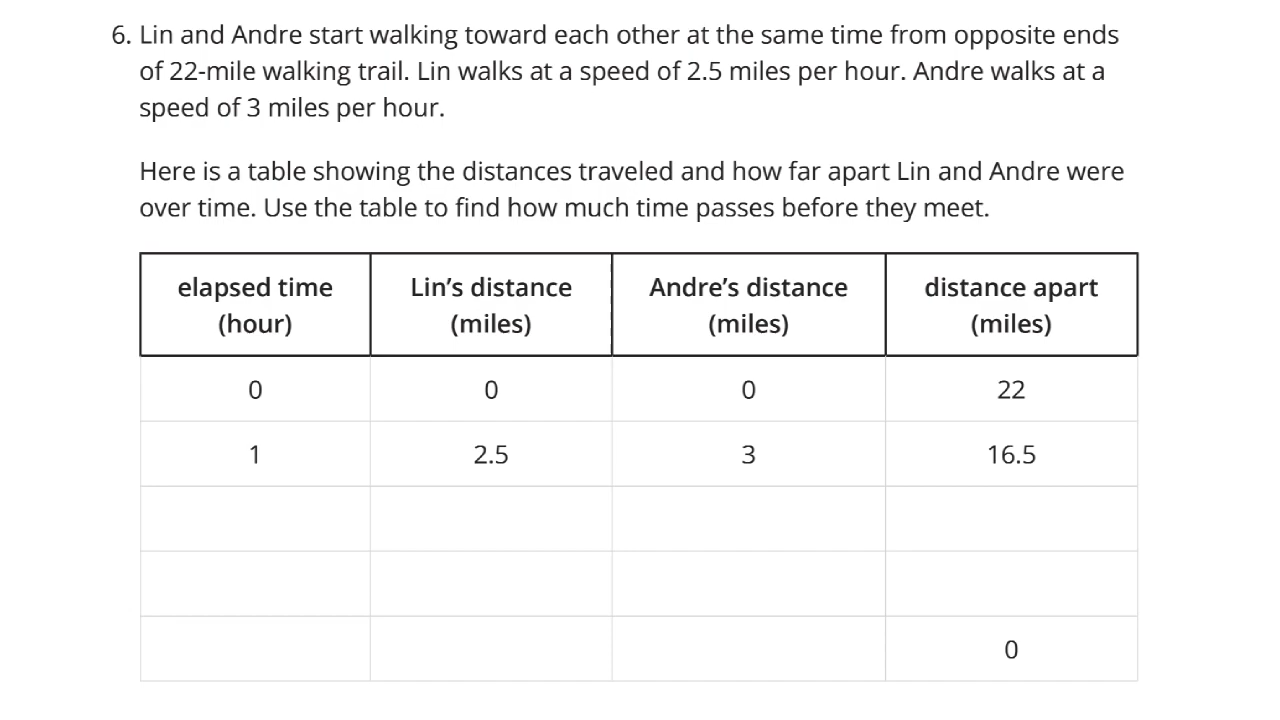 6. Lin and Andre start walking toward each other at the same time from opposite ends
of 22-mile walking trail. Lin walks at a speed of 2.5 miles per hour. Andre walks at a
speed of 3 miles per hour.
Here is a table showing the distances traveled and how far apart Lin and Andre were
over time. Use the table to find how much time passes before they meet.
elapsed time (hour) Lin’s distance (miles) Andre’s distance (miles) distance apart (miles)
0 0 0 22
1 2.5 3 16.5
0